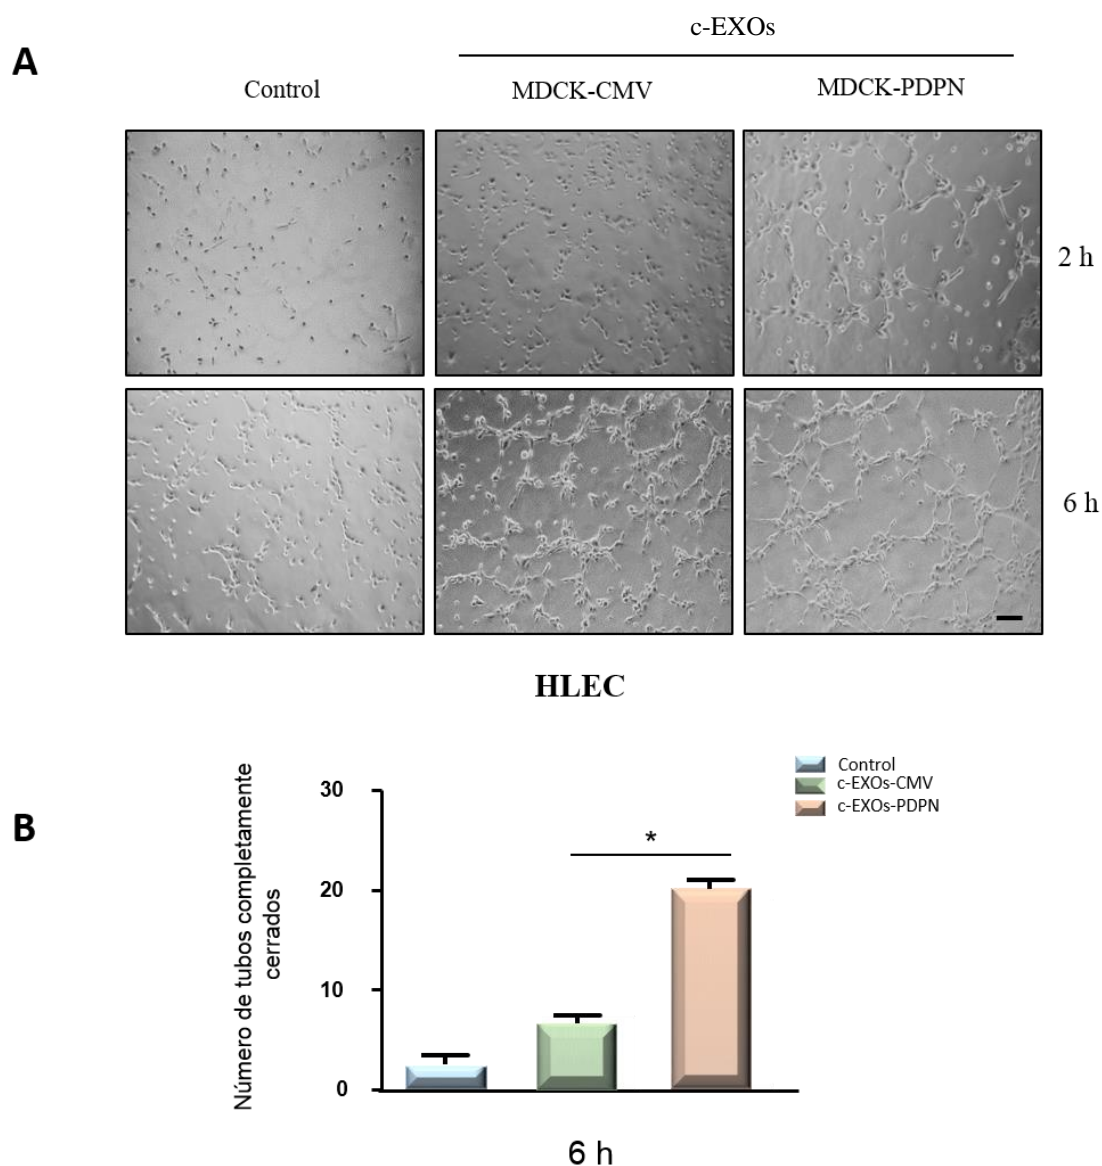 c-EXOs
A
Control
MDCK-CMV
MDCK-PDPN
2 h
6 h
HLEC
B
Número de tubos completamente
cerrados
30
20
10
0
*
Control
c-EXOs-CMV
c-EXOs-PDPN
6 h